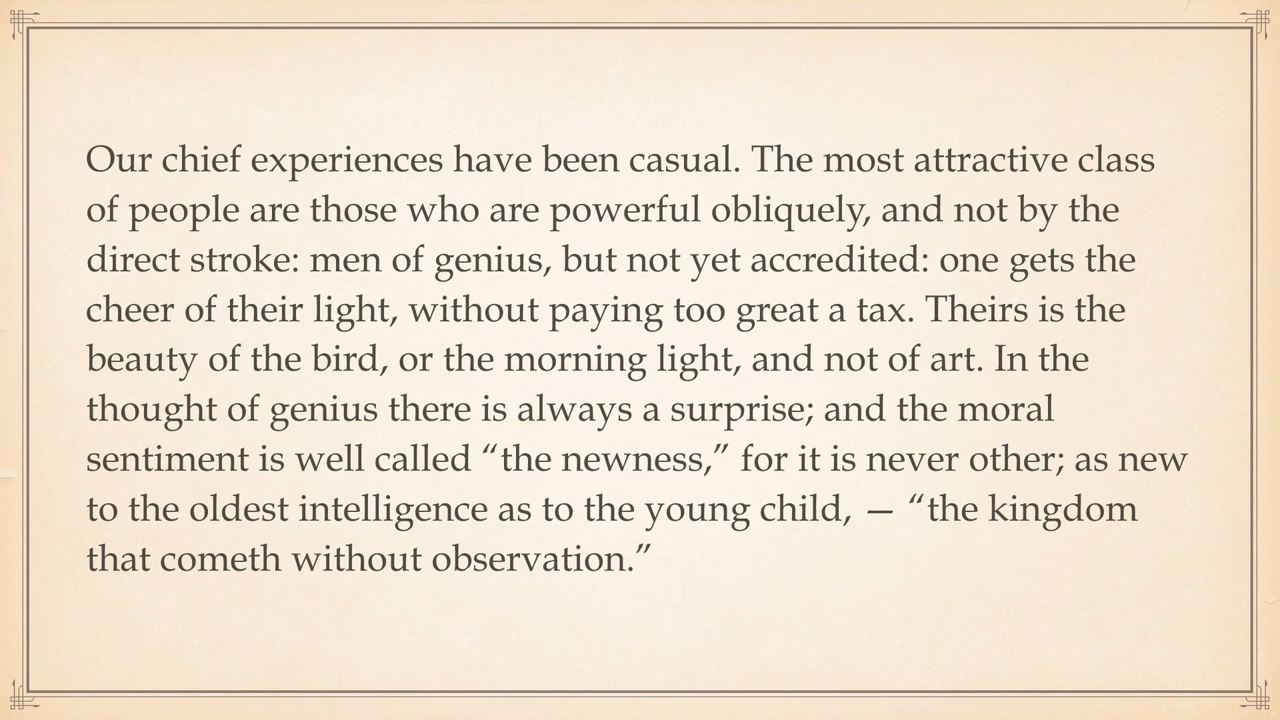 Our chief experiences have been casual. The most attractive class
of people are those who are powerful obliquely, and not by the
direct stroke: men of genius, but not yet accredited: one gets the
cheer of their light, without paying too great a tax. Theirs is the
beauty of the bird, or the morning light, and not of art. In the
thought of genius there is always a surprise; and the moral
sentiment is well called “the newness,” for it is never other; as new
to the oldest intelligence as to the young child, — “the kingdom
that cometh without observation.”